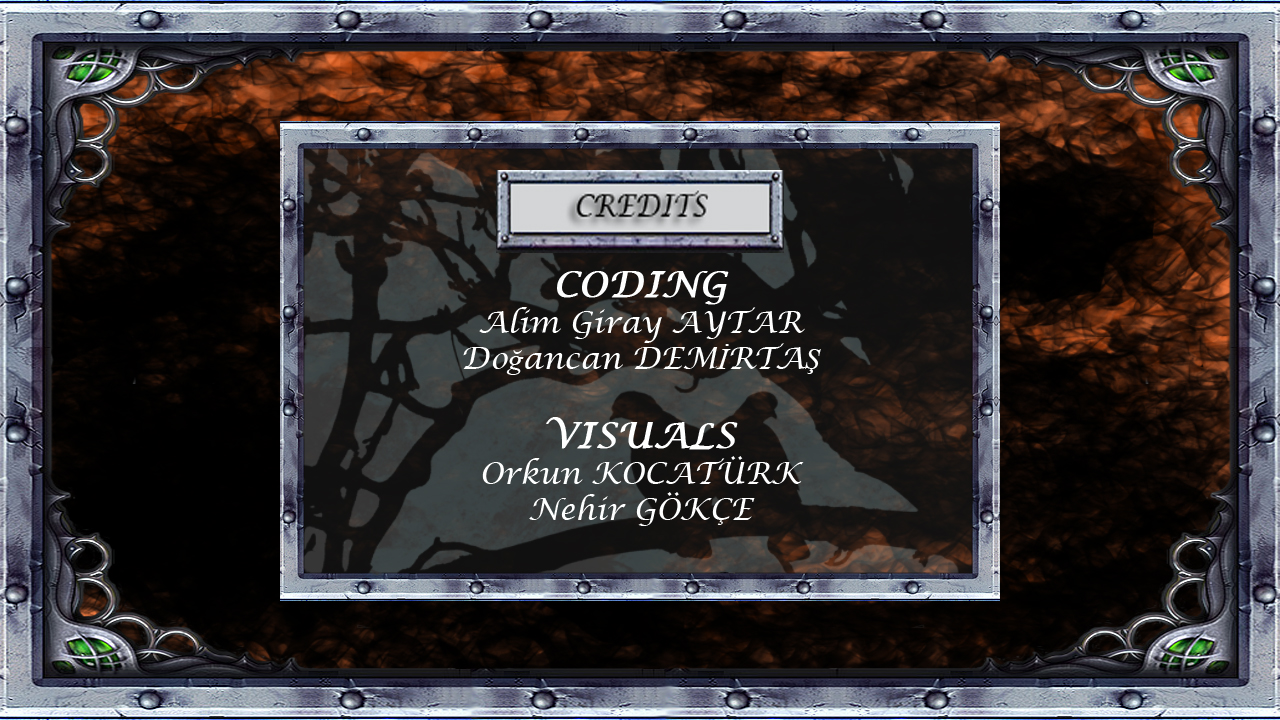 CREDITS
CODING
Alim Giray AYTAR
Doğancan DEMİRTAŞ
VISUALS
Orkun KOCATÜRK
Nehir GÖKÇE